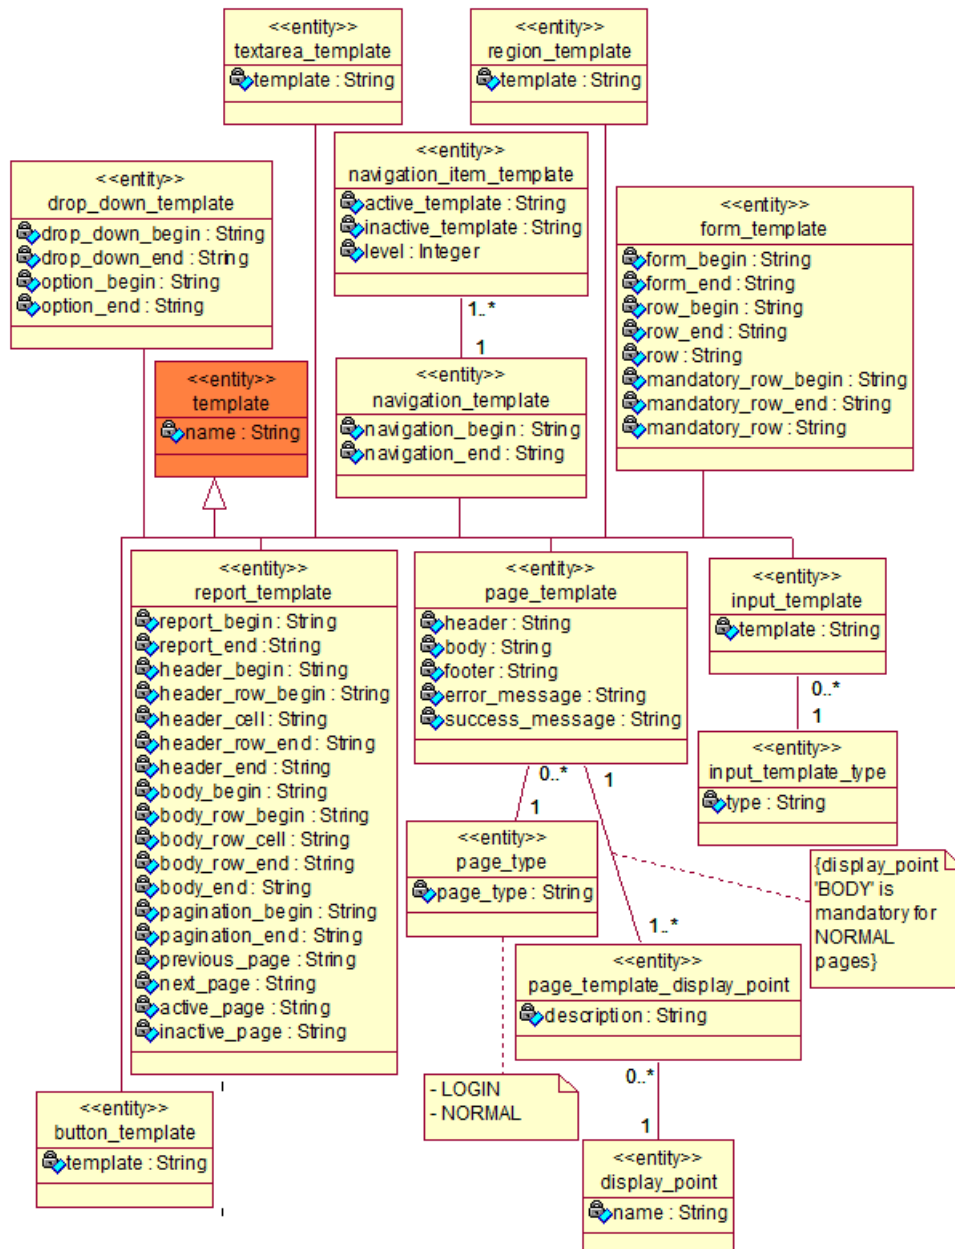 <<entity>>
textarea_template
template : String
<<entity>>
region_template
template : String
<<entity>>
navigation_item_template
active_template : String
inactive_template : String
level : Integer
<<entity>>
drop_down_template
drop_down_begin : String
drop_down_end : String
option_begin : String
option_end : String
<<entity>>
form_template
form_begin : String
form_end : String
row_begin : String
row_end : String
row : String
mandatory_row_begin : String
mandatory_row_end : String
mandatory_row : String
1..*
1
<<entity>>
template
name : String
<<entity>>
navigation_template
navigation_begin : String
navigation_end : String
<<entity>>
report_template
report_begin : String
report_end : String
header_begin : String
header_row_begin : String
header_cell : String
header_row_end : String
header_end : String
body_begin : String
body_row_begin : String
body_row_cell : String
body_row_end : String
body_end : String
pagination_begin : String
pagination_end : String
previous_page : String
next_page : String
active_page : String
inactive_page : String
<<entity>>
page_template
header : String
body : String
footer : String
error_message : String
success_message : String
<<entity>>
input_template
template : String
0..*
1
<<entity>>
input_template_type
type : String
0..*
1
1
1..*
<<entity>>
page_type
page_type : String
{display_point
'BODY' is
mandatory for
NORMAL
pages}
<<entity>>
page_template_display_point
description : String
- LOGIN
- NORMAL
0..*
1
<<entity>>
button_template
template : String
<<entity>>
display_point
name : String